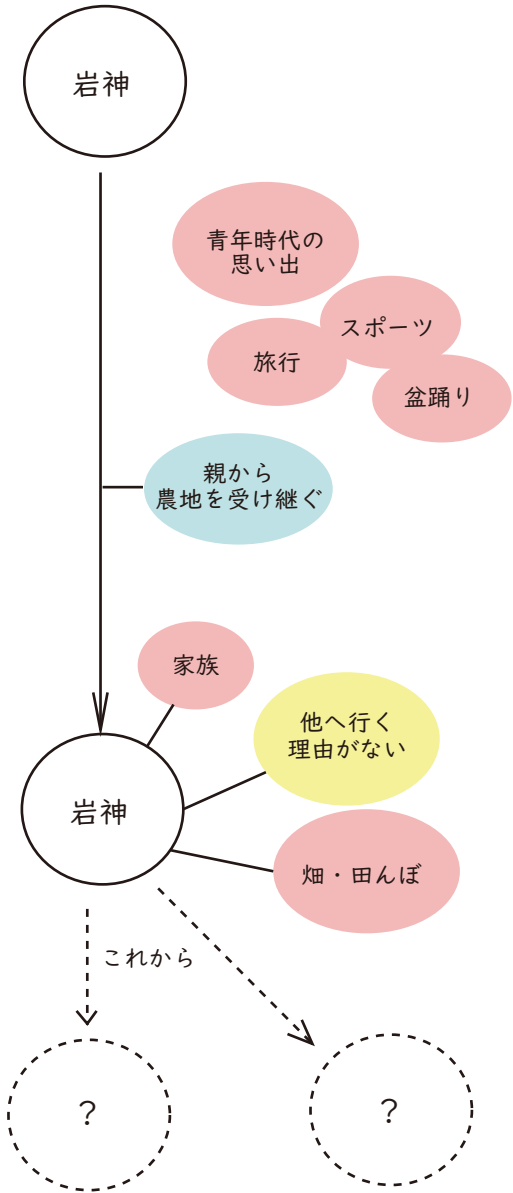 岩神
青年時代の
思い出
スポーツ
旅行
盆踊り
親から
農地を受け継ぐ
家族
他へ行く
理由がない
岩神
畑・田んぼ
これから
?
?